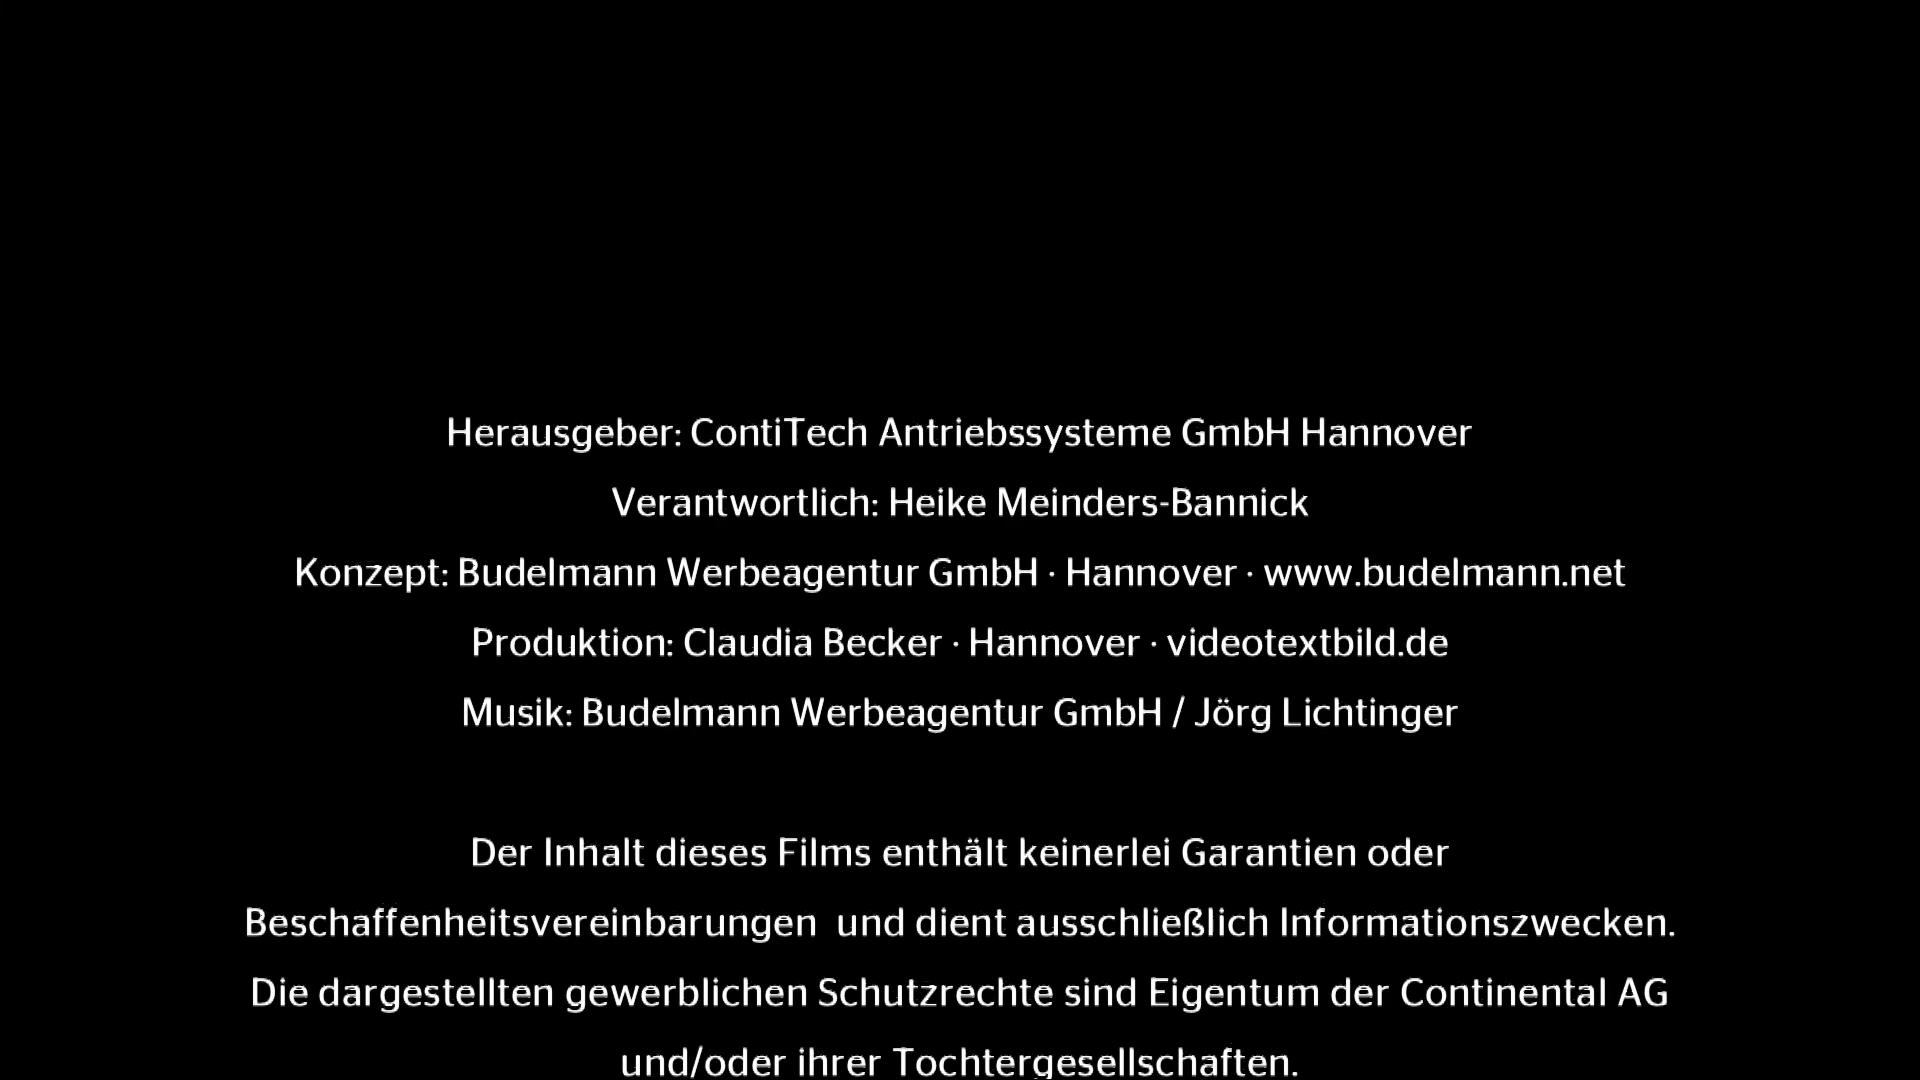 Herausgeber: ContiTech Antriebssysteme GmbH Hannover
Verantwortlich: Heike Meinders-Bannick
Konzept: Budelmann Werbeagentur GmbH · Hannover · www.budelmann.net
Produktion: Claudia Becker · Hannover · videotextbild.de
Musik: Budelmann Werbeagentur GmbH / Jörg Lichtinger
Der Inhalt dieses Films enthält keinerlei Garantien oder
Beschaffenheitsvereinbarungen  und dient ausschließlich Informationszwecken.
Die dargestellten gewerblichen Schutzrechte sind Eigentum der Continental AG
und/oder ihrer Tochtergesellschaften.